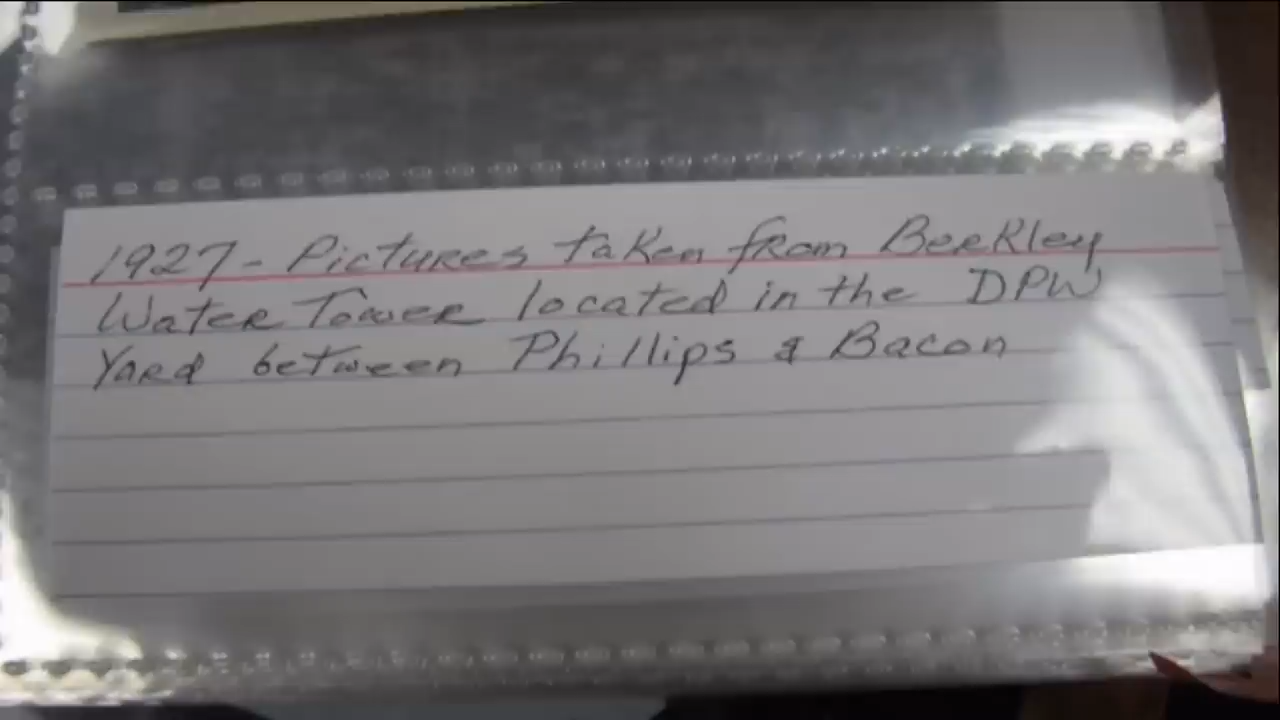 1927 - Pictures taken from Berkley
Water Tower located in the DPW
Yard between Phillips & Bacon